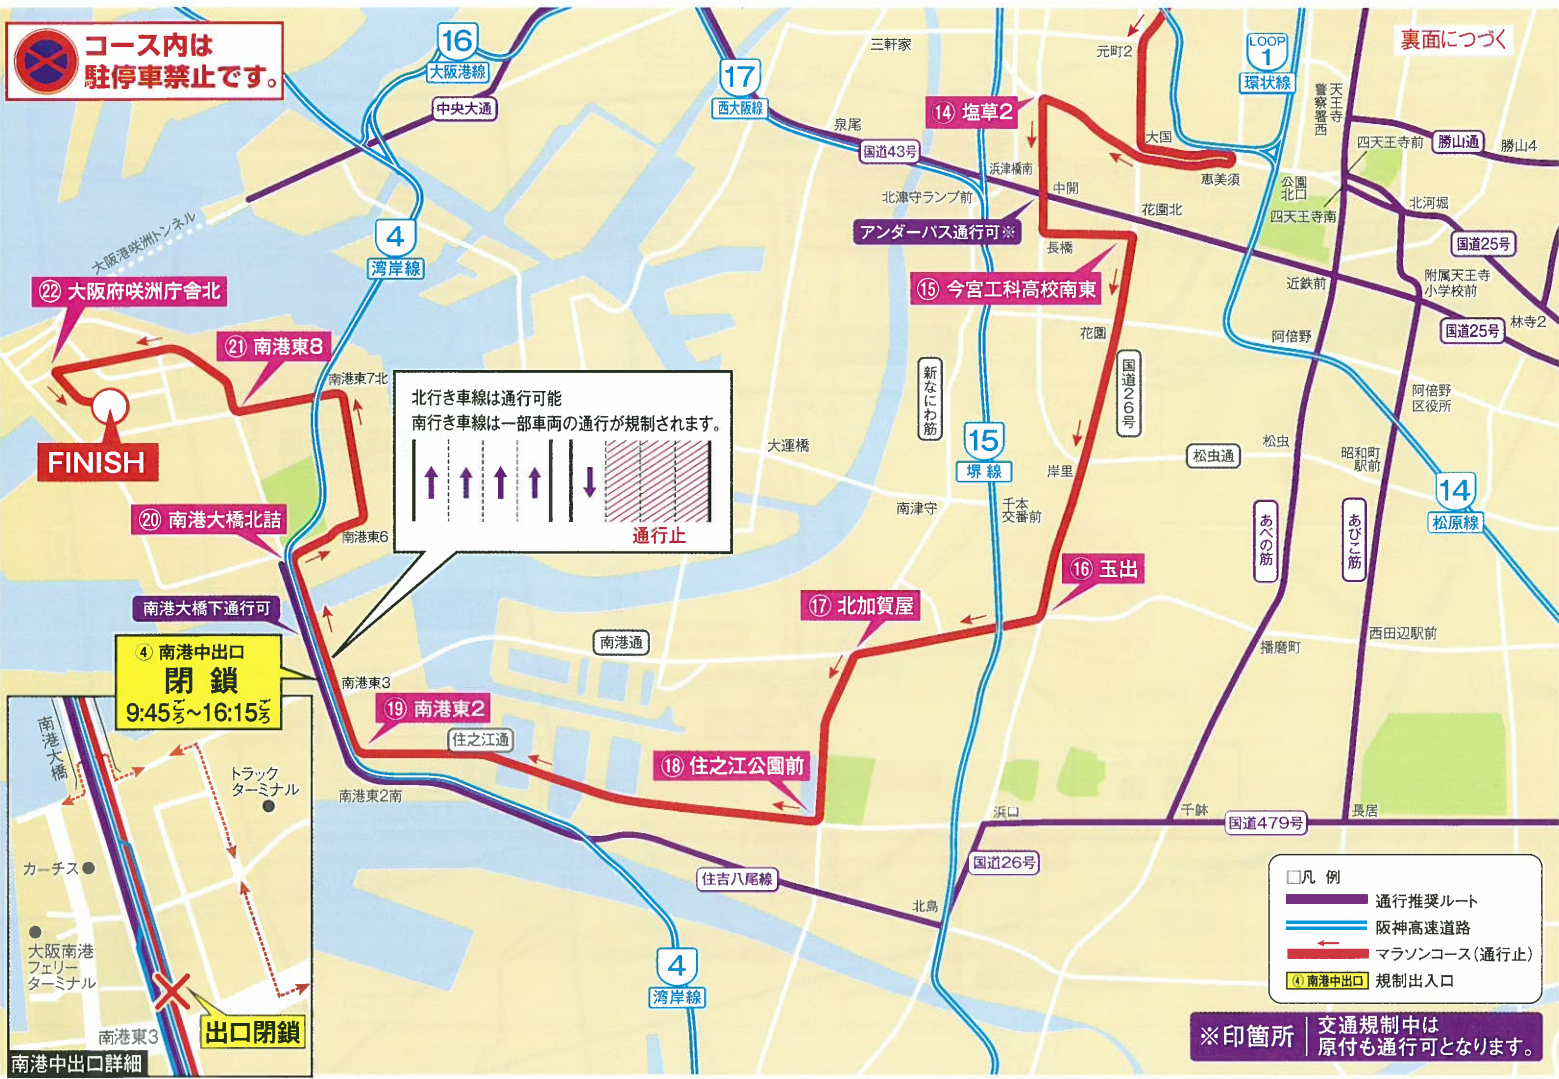 コース内は
駐停車禁止です。
裏面につづく
16
大阪港線
中央大通
17
西大阪線
三軒家
元町2
LOOP
1
環状線
天王寺
警察署西
四天王寺前
勝山通
勝山4
泉尾
国道43号
⑭ 塩草2
大国
恵美須
浜津橋南
北津守ランプ前
中開
公園
北口
四天王寺南
北河堀
花園北
アンダーパス通行可※
長橋
国道25号
大阪港咲洲トンネル
4
湾岸線
⑮ 今宮工科高校南東
近鉄前
附属天王寺
小学校前
林寺2
国道25号
㉒ 大阪府咲洲庁舎北
㉑ 南港東8
花園
阿倍野
南港東7北
新なにわ筋
国道26号
阿倍野
区役所
FINISH
北行き車線は通行可能
南行き車線は一部車両の通行が規制されます。
通行止
大運橋
15
堺線
岸里
松虫通
松虫
昭和町
駅前
14
松原線
⑳ 南港大橋北詰
南港東6
南津守
千本
交番前
あべの筋
あびこ筋
⑯ 玉出
⑰ 北加賀屋
南港大橋下通行可
南港通
播磨町
西田辺駅前
④ 南港中出口
閉鎖
9:45ごろ～16:15ごろ
南港東3
⑲ 南港東2
住之江通
⑱ 住之江公園前
南港東2南
浜口
千躰
長居
国道479号
国道26号
住吉八尾線
北島
4
湾岸線
南港大橋
トラック
ターミナル
カーチス
大阪南港
フェリー
ターミナル
南港東3
出口閉鎖
南港中出口詳細
□凡 例
通行推奨ルート
阪神高速道路
マラソンコース(通行止)
④ 南港中出口 規制出入口
※印箇所
交通規制中は
原付も通行可となります。